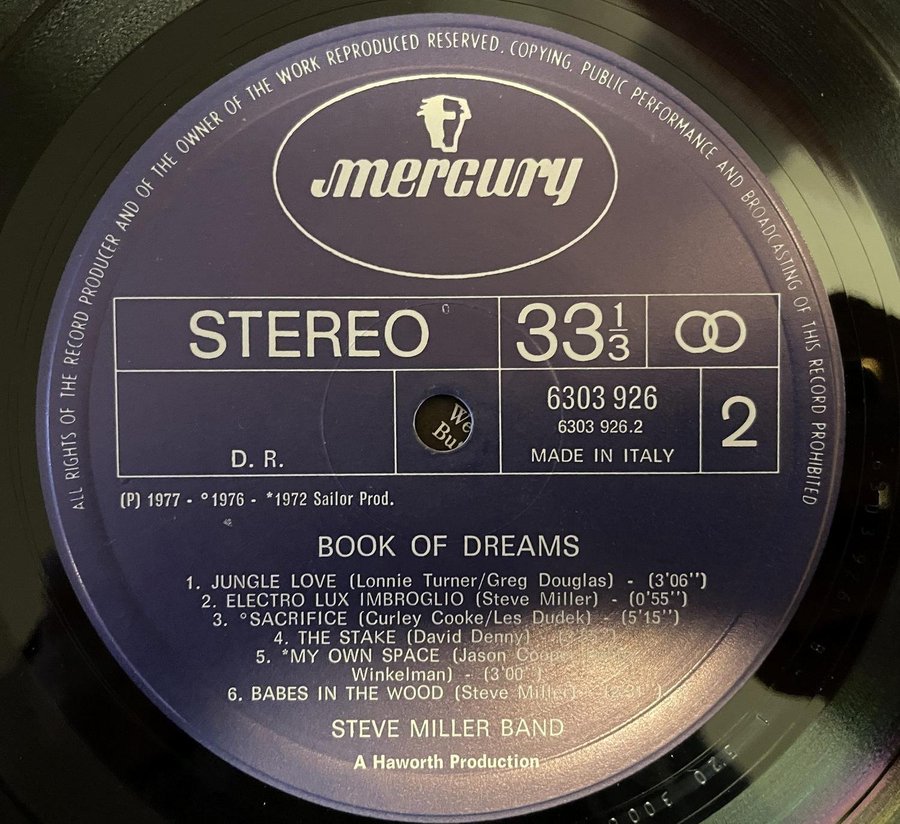 ALL RIGHTS OF THE RECORD PRODUCER AND OF THE OWNER OF THE WORK REPRODUCED RESERVED. COPYING, PUBLIC PERFORMANCE AND BROADCASTING OF THIS RECORD PROHIBITED
mercury
STEREO
33 1/3
6303 926
6303 926.2
MADE IN ITALY
2
D. R.
We
Bu
(P) 1977 - °1976 - *1972 Sailor Prod.
BOOK OF DREAMS
1. JUNGLE LOVE (Lonnie Turner/Greg Douglas) - (3'06'')
2. ELECTRO LUX IMBROGLIO (Steve Miller) - (0'55'')
3. °SACRIFICE (Curley Cooke/Les Dudek) - (5'15'')
4. THE STAKE (David Denny) -
5. *MY OWN SPACE (Jason
Winkelman) - (3'00'')
6. BABES IN THE WOOD (Steve Miller) -
STEVE MILLER BAND
A Haworth Production